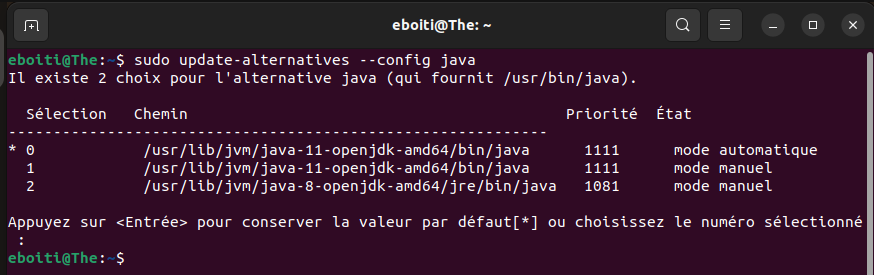 eboiti@The: ~
eboiti@The:~$ sudo update-alternatives --config java
Il existe 2 choix pour l'alternative java (qui fournit /usr/bin/java).
Sélection Chemin Priorité État
------------------------------------------------------------
* 0 /usr/lib/jvm/java-11-openjdk-amd64/bin/java 1111 mode automatique
1 /usr/lib/jvm/java-11-openjdk-amd64/bin/java 1111 mode manuel
2 /usr/lib/jvm/java-8-openjdk-amd64/jre/bin/java 1081 mode manuel
Appuyez sur <Entrée> pour conserver la valeur par défaut[*] ou choisissez le numéro sélectionné
:
eboiti@The:~$